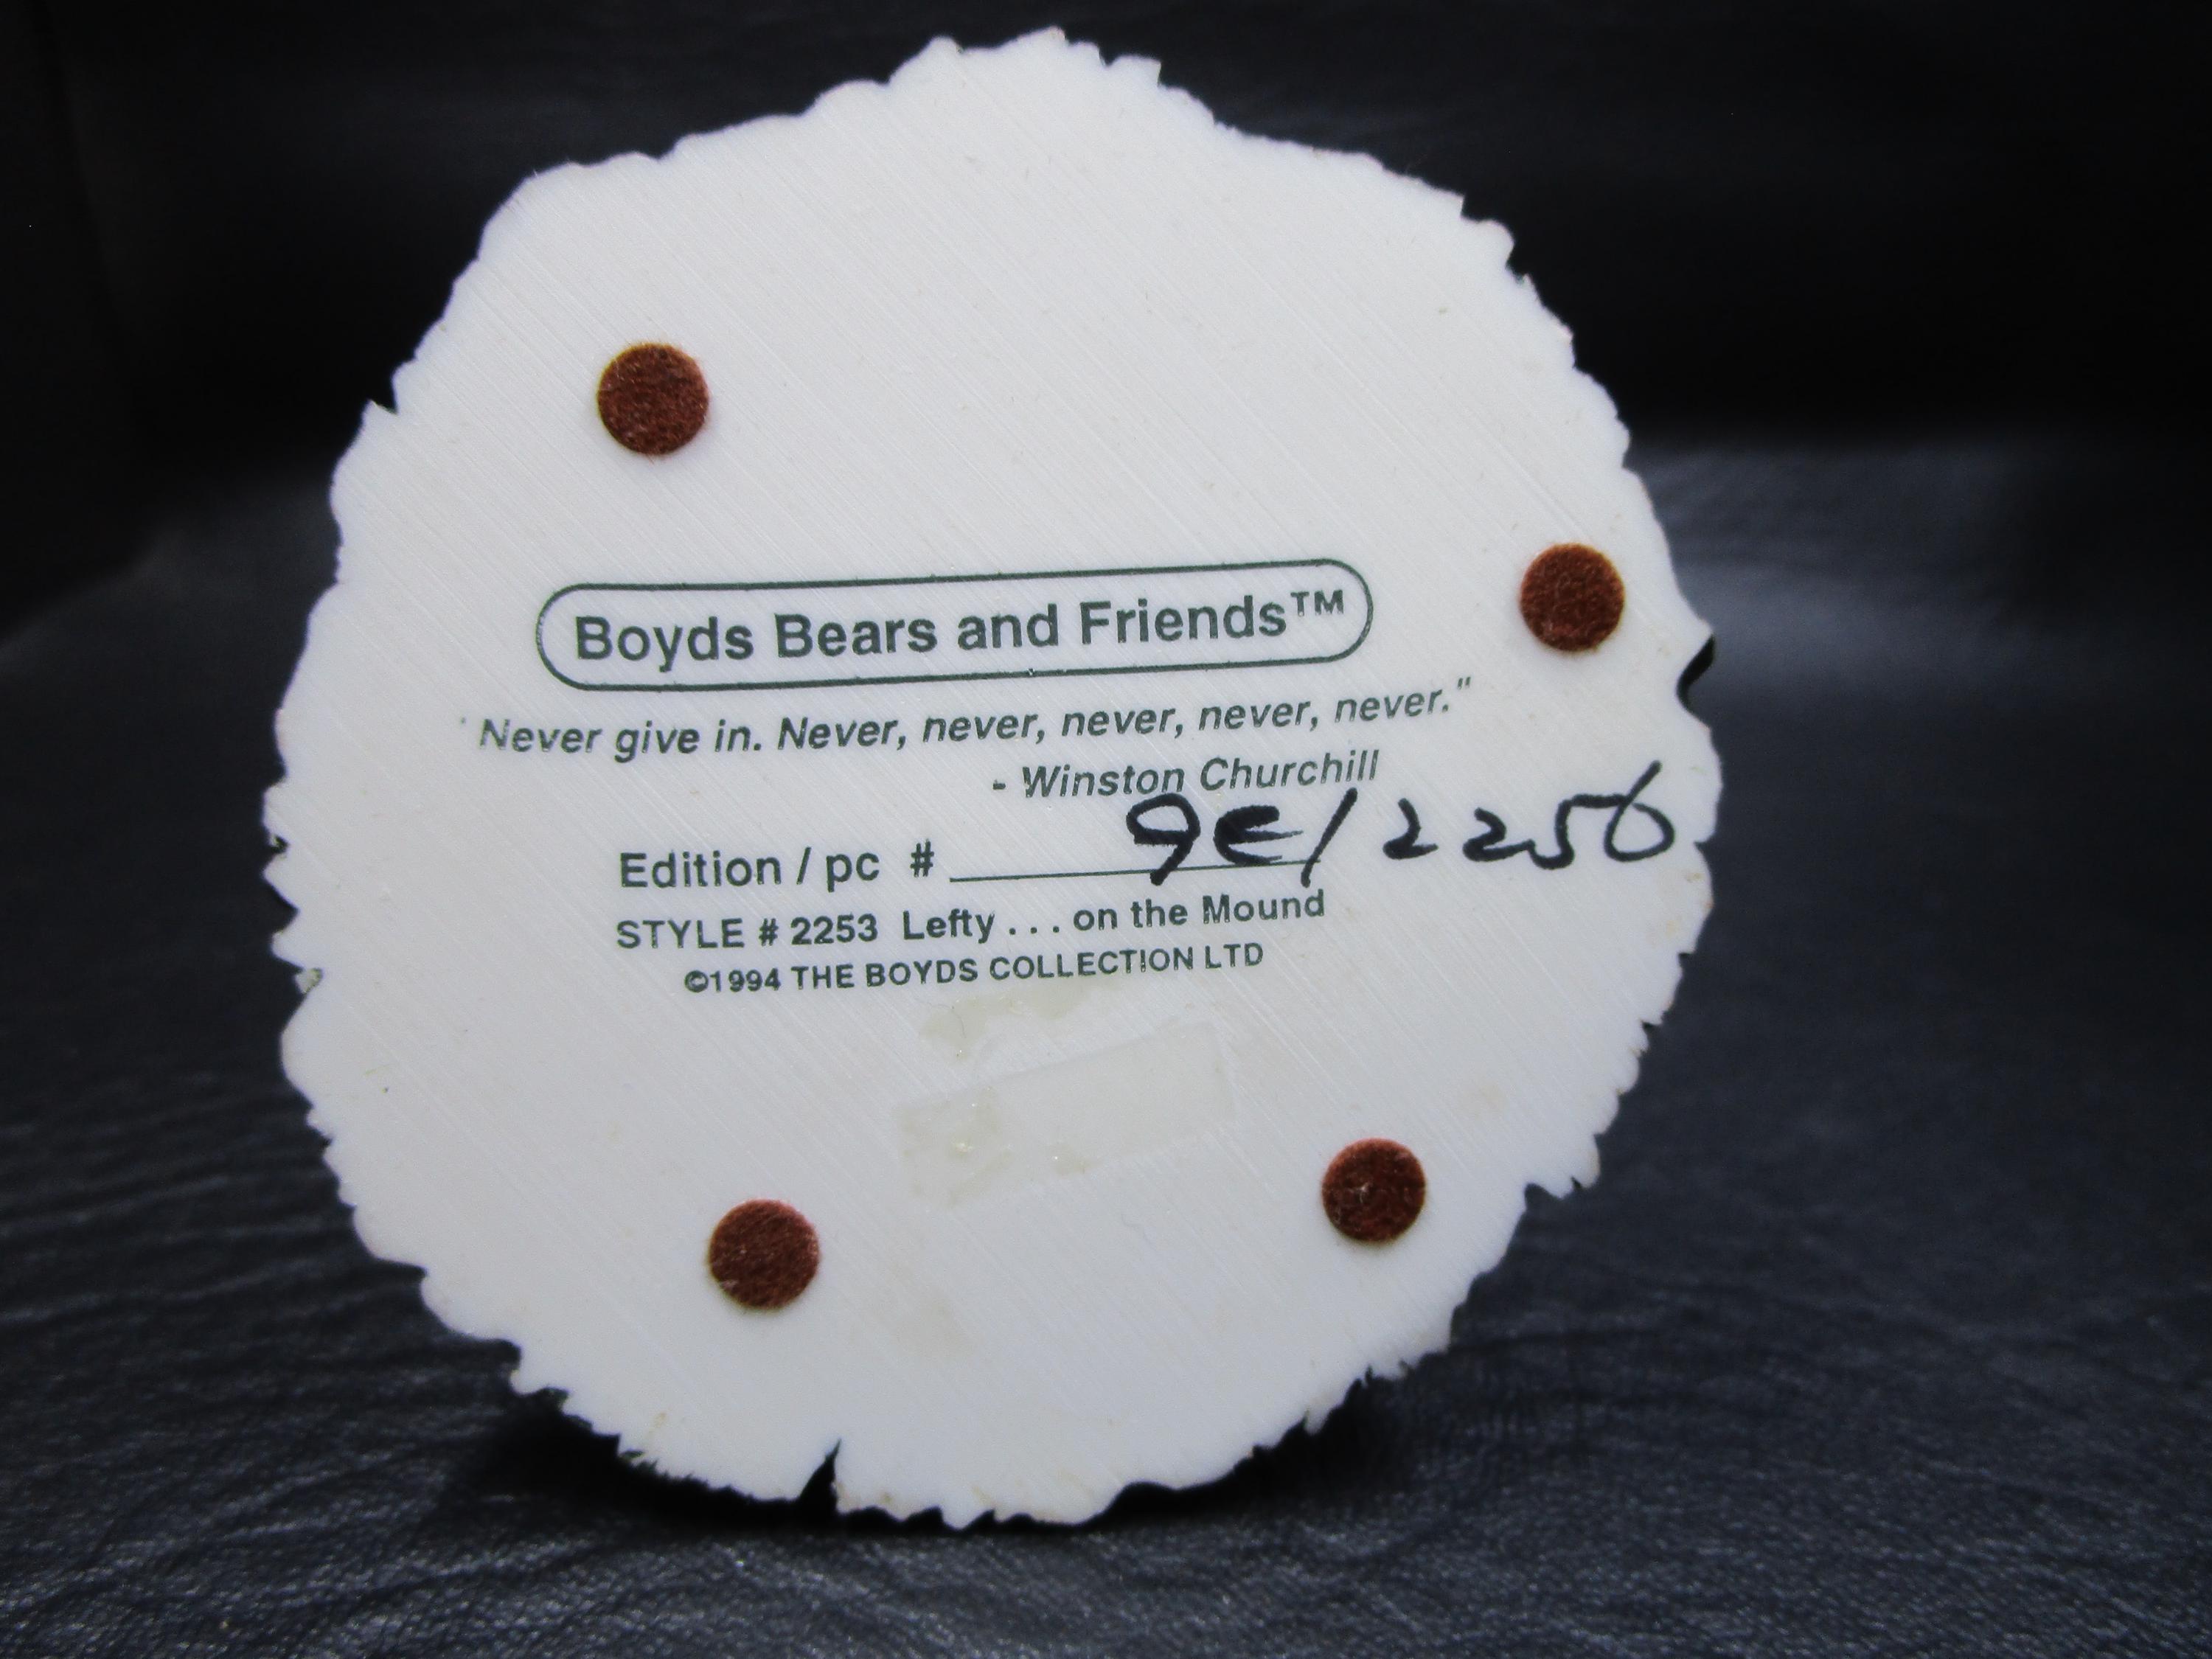 Boyds Bears and Friends™
"Never give in. Never, never, never, never, never."
- Winston Churchill
Edition / pc # 9E/2256
STYLE # 2253 Lefty . . . on the Mound
©1994 THE BOYDS COLLECTION LTD